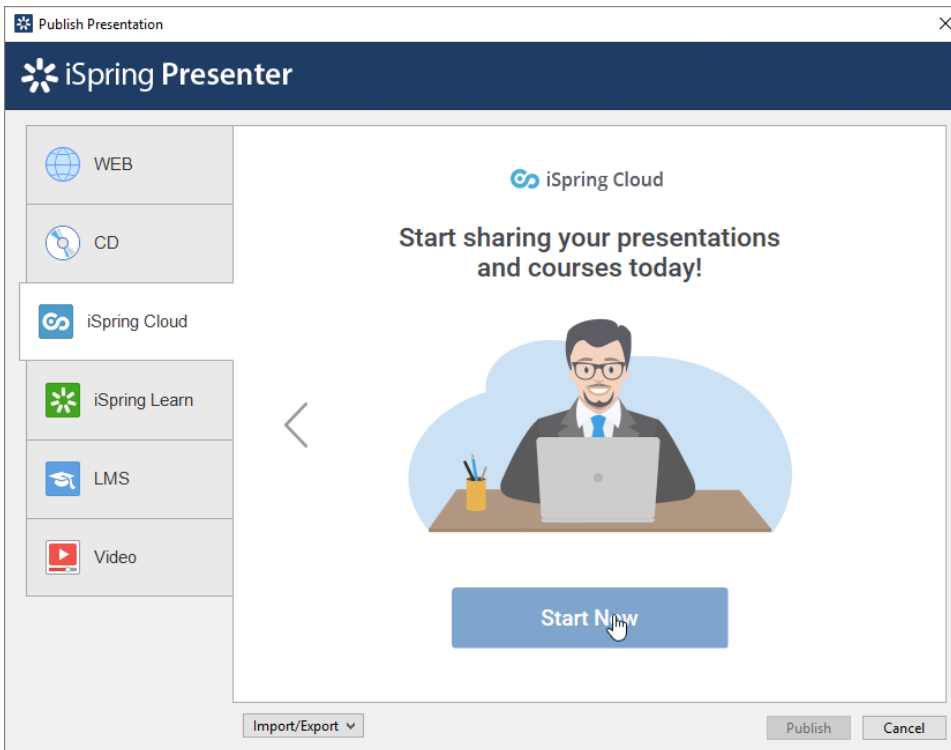 Publish Presentation
iSpring Presenter
WEB
CD
iSpring Cloud
iSpring Learn
LMS
Video
iSpring Cloud
Start sharing your presentations
and courses today!
Start Now
Import/Export
Publish
Cancel